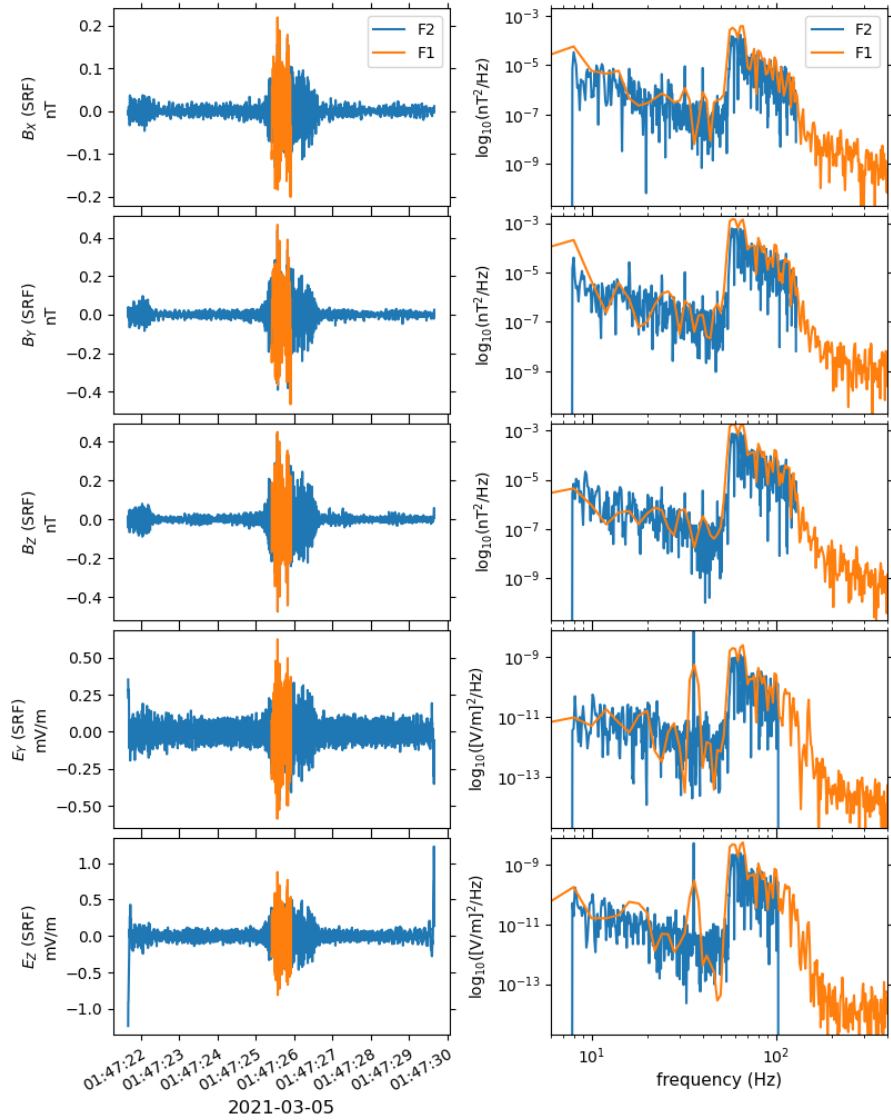 F2
F1
B_X (SRF)
nT
0.2
0.1
0.0
−0.1
−0.2
F2
F1
log₁₀(nT²/Hz)
10⁻³
10⁻⁵
10⁻⁷
10⁻⁹
B_Y (SRF)
nT
0.4
0.2
0.0
−0.2
−0.4
log₁₀(nT²/Hz)
10⁻³
10⁻⁵
10⁻⁷
10⁻⁹
B_Z (SRF)
nT
0.4
0.2
0.0
−0.2
−0.4
log₁₀(nT²/Hz)
10⁻³
10⁻⁵
10⁻⁷
10⁻⁹
E_Y (SRF)
mV/m
0.50
0.25
0.00
−0.25
−0.50
log₁₀([V/m]²/Hz)
10⁻⁹
10⁻¹¹
10⁻¹³
E_Z (SRF)
mV/m
1.0
0.5
0.0
−0.5
−1.0
log₁₀([V/m]²/Hz)
10⁻⁹
10⁻¹¹
10⁻¹³
01:47:22
01:47:23
01:47:24
01:47:25
01:47:26
01:47:27
01:47:28
01:47:29
01:47:30
2021-03-05
10¹
10²
frequency (Hz)